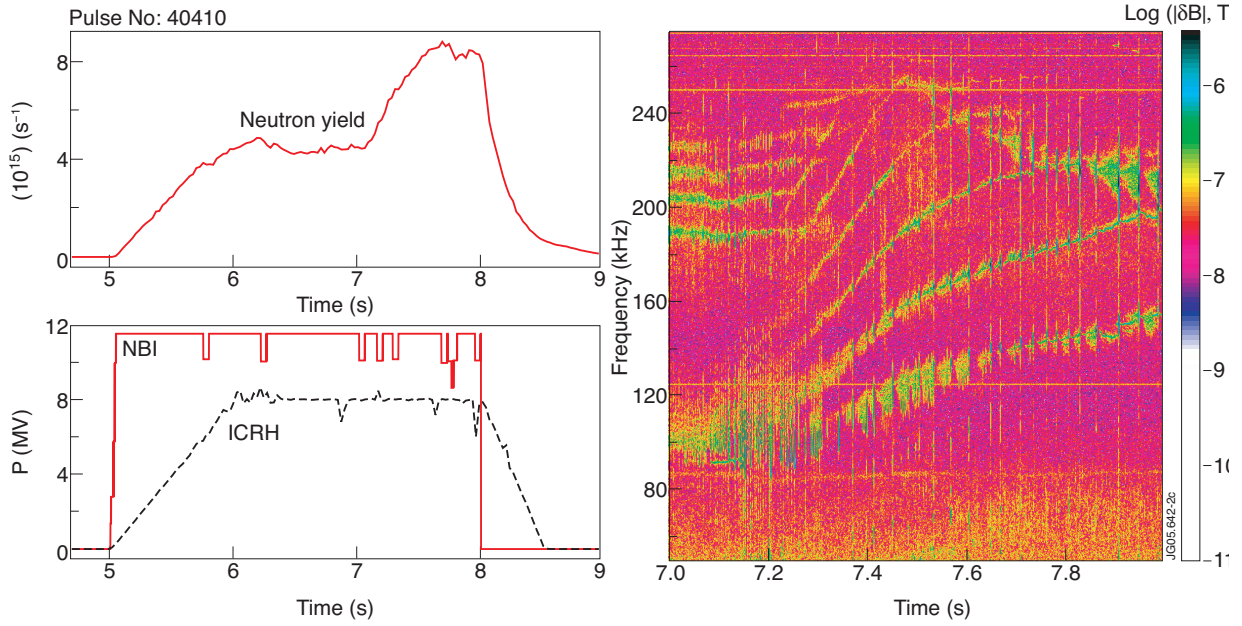 Pulse No: 40410
8
4
0
(10¹⁵) (s⁻¹)
Neutron yield
5 6 7 8 9
Time (s)
12
8
4
0
P (MV)
NBI
ICRH
5 6 7 8 9
Time (s)
Log (|δB|, T
240
200
160
120
80
Frequency (kHz)
7.0 7.2 7.4 7.6 7.8
Time (s)
JG05.642-2c
-6
-7
-8
-9
-10
-11